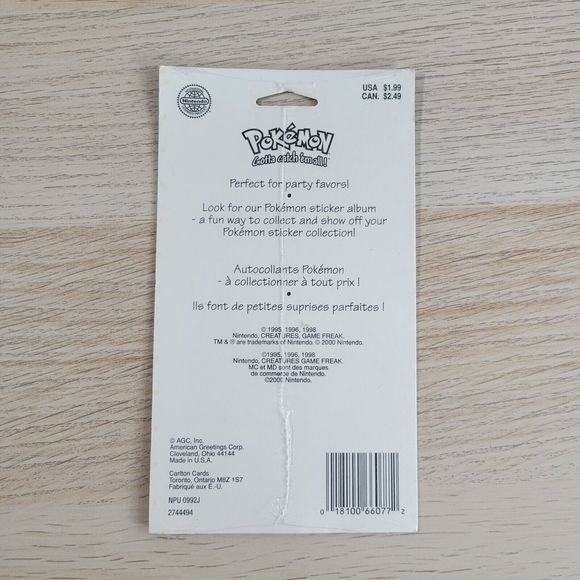 Nintendo
USA $1.99
CAN. $2.49
POKéMON
Gotta catch 'em all!
Perfect for party favors!
•
Look for our Pokémon sticker album
- a fun way to collect and show off your
Pokémon sticker collection!
Autocollants Pokémon
- à collectionner à tout prix !
•
Ils font de petites suprises parfaites !
© 1995, 1996, 1998
Nintendo, CREATURES, GAME FREAK.
TM & ® are trademarks of Nintendo. © 2000 Nintendo.
©1995, 1996, 1998
Nintendo, CREATURES GAME FREAK.
MC et MD sont des marques
de commerce de Nintendo.
©2000 Nintendo.
© AGC, Inc.
American Greetings Corp.
Cleveland, Ohio 44144
Made in U.S.A.
Carlton Cards
Toronto, Ontario M8Z 1S7
Fabriqué aux É.-U.
NPU 0992J
2744494
0 18100 66077 2